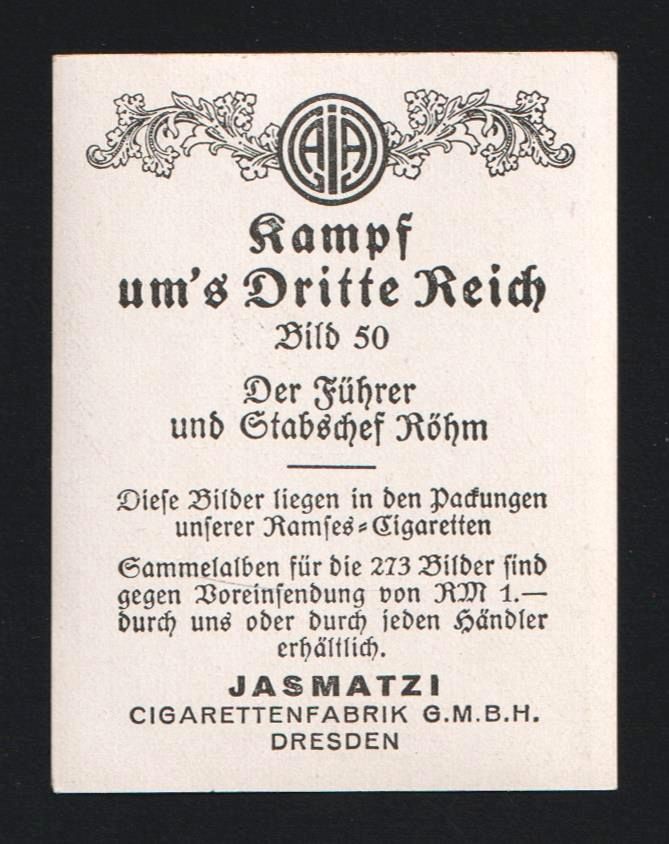 AJA
Kampf
um's Dritte Reich
Bild 50
Der Führer
und Stabschef Röhm
Diese Bilder liegen in den Packungen
unserer Ramses-Cigaretten
Sammelalben für die 273 Bilder sind
gegen Voreinsendung von RM 1.—
durch uns oder durch jeden Händler
erhältlich.
JASMATZI
CIGARETTENFABRIK G.M.B.H.
DRESDEN